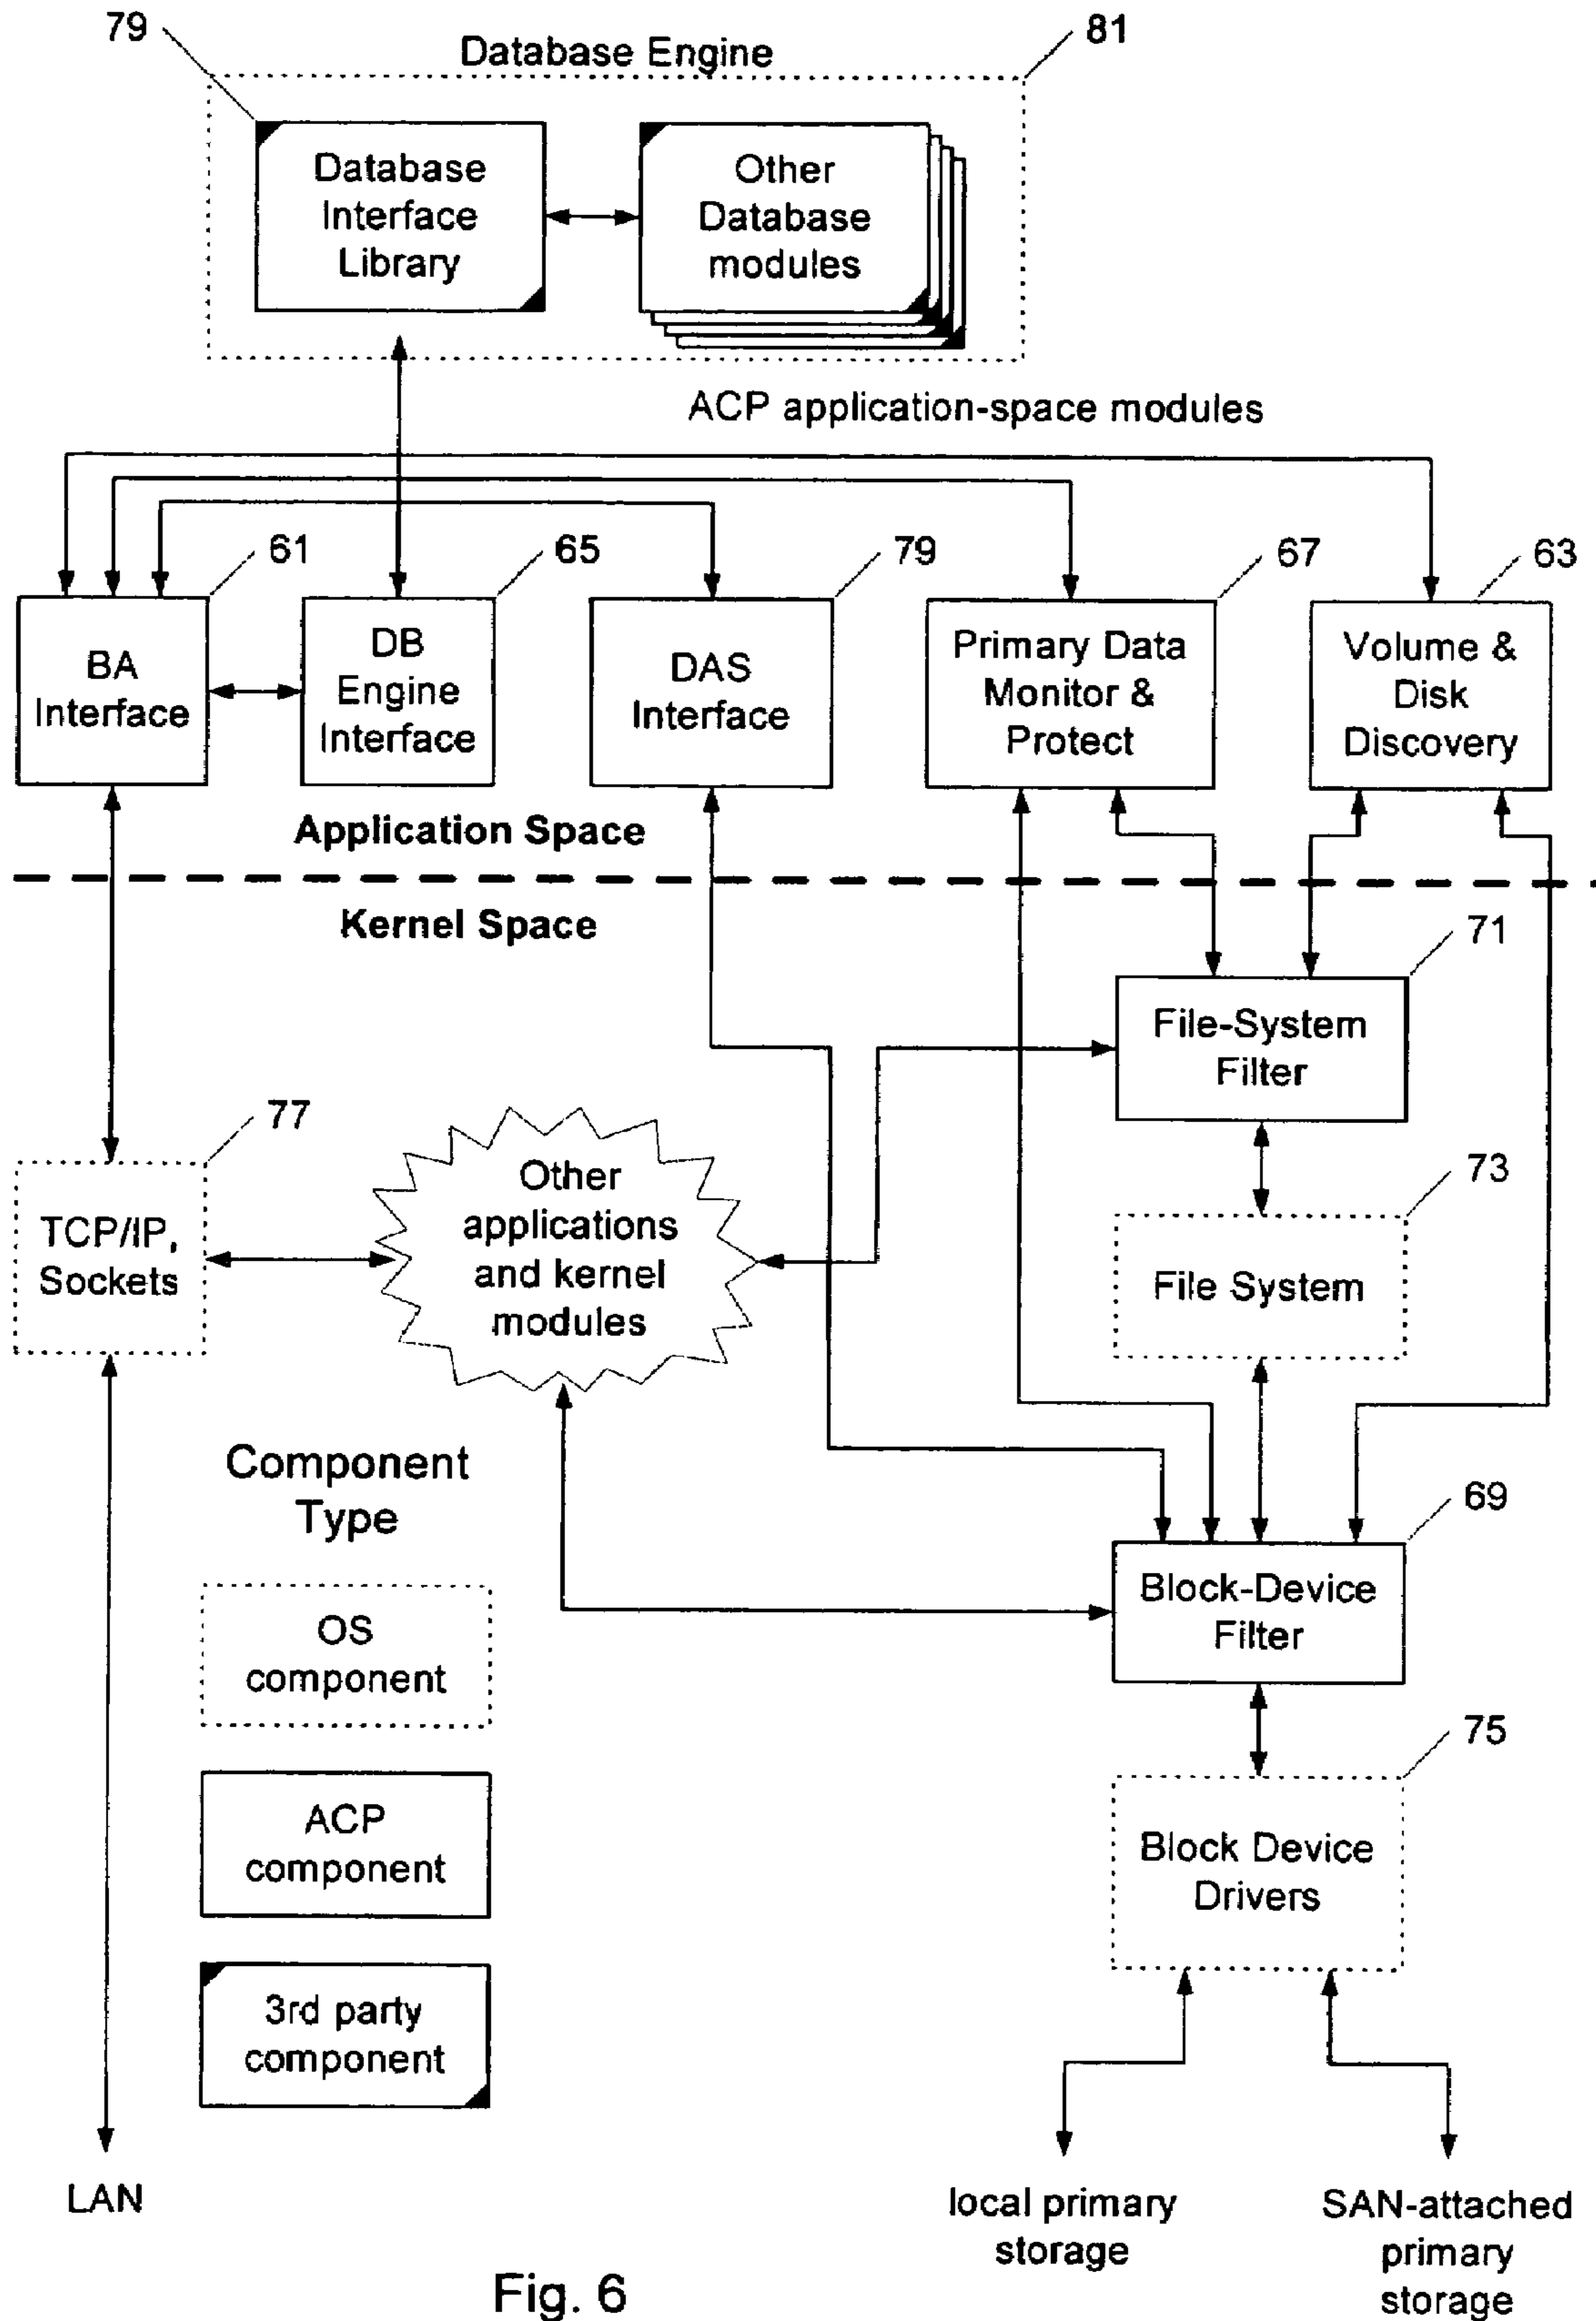 79
Database Engine
81
Database
Interface
Library
Other
Database
modules
ACP application-space modules
61
65
79
67
63
BA
Interface
DB
Engine
Interface
DAS
Interface
Primary Data
Monitor &
Protect
Volume &
Disk
Discovery
Application Space
Kernel Space
71
File-System
Filter
77
TCP/IP,
Sockets
Other
applications
and kernel
modules
73
File System
Component
Type
69
Block-Device
Filter
OS
component
75
Block Device
Drivers
ACP
component
3rd party
component
LAN
local primary
storage
SAN-attached
primary
storage
Fig. 6